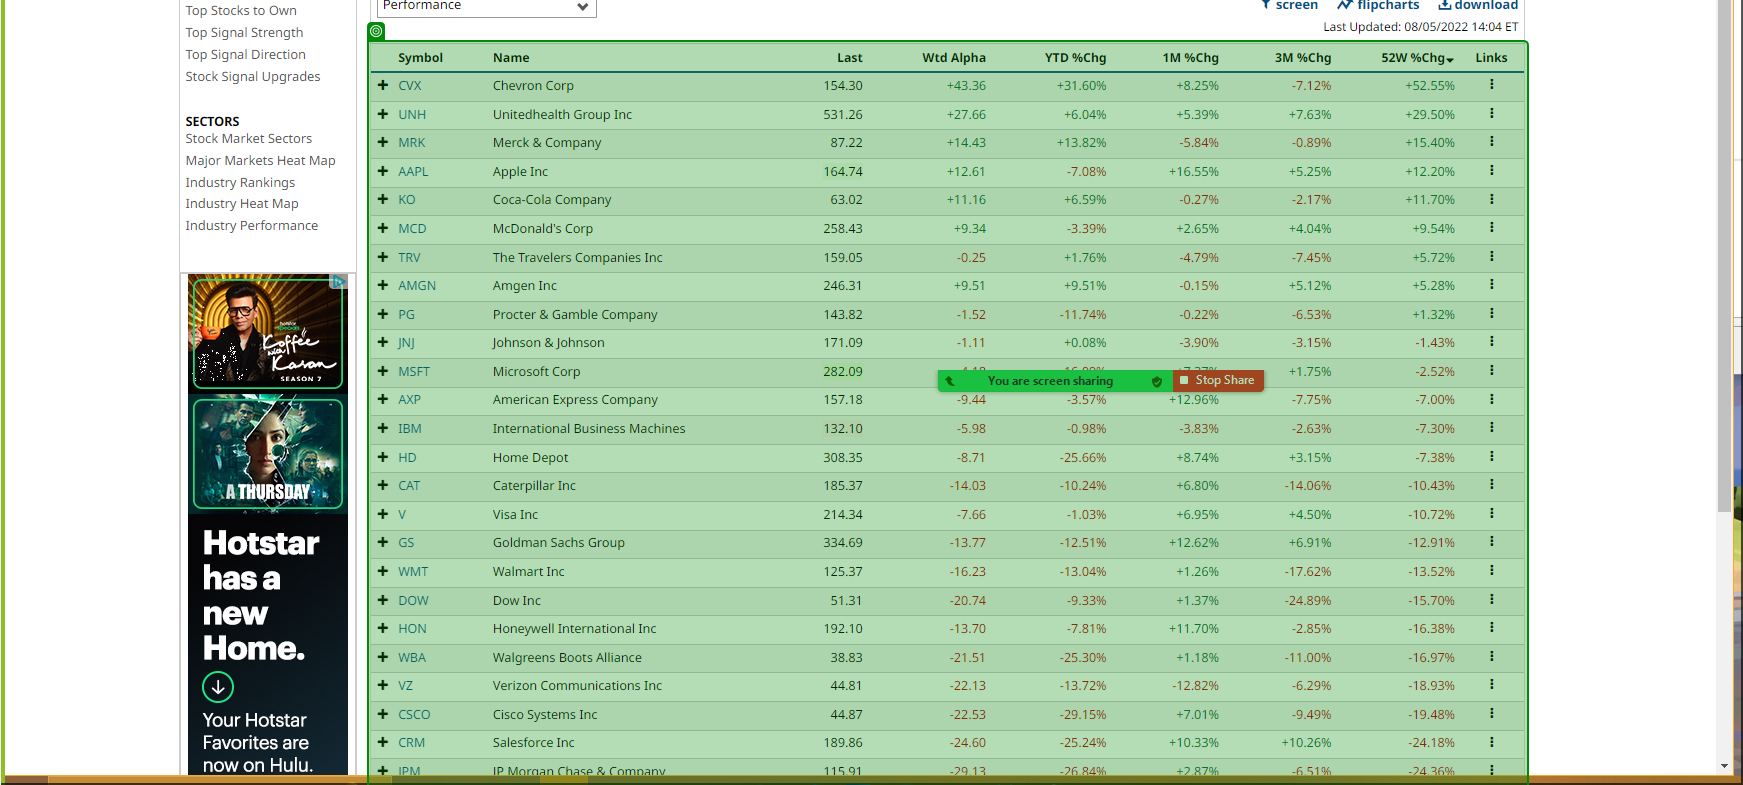 Top Stocks to Own
Top Signal Strength
Top Signal Direction
Stock Signal Upgrades
SECTORS
Stock Market Sectors
Major Markets Heat Map
Industry Rankings
Industry Heat Map
Industry Performance
hotstar specials
Koffee with Karan
SEASON 7
A THURSDAY
Hotstar
has a
new
Home.
Your Hotstar
Favorites are
now on Hulu.
Performance
screen flipcharts download
Last Updated: 08/05/2022 14:04 ET
Symbol Name Last Wtd Alpha YTD %Chg 1M %Chg 3M %Chg 52W %Chg Links
CVX Chevron Corp 154.30 +43.36 +31.60% +8.25% -7.12% +52.55%
UNH Unitedhealth Group Inc 531.26 +27.66 +6.04% +5.39% +7.63% +29.50%
MRK Merck & Company 87.22 +14.43 +13.82% -5.84% -0.89% +15.40%
AAPL Apple Inc 164.74 +12.61 -7.08% +16.55% +5.25% +12.20%
KO Coca-Cola Company 63.02 +11.16 +6.59% -0.27% -2.17% +11.70%
MCD McDonald's Corp 258.43 +9.34 -3.39% +2.65% +4.04% +9.54%
TRV The Travelers Companies Inc 159.05 -0.25 +1.76% -4.79% -7.45% +5.72%
AMGN Amgen Inc 246.31 +9.51 +9.51% -0.15% +5.12% +5.28%
PG Procter & Gamble Company 143.82 -1.52 -11.74% -0.22% -6.53% +1.32%
JNJ Johnson & Johnson 171.09 -1.11 +0.08% -3.90% -3.15% -1.43%
MSFT Microsoft Corp 282.09 +1.75% -2.52%
You are screen sharing Stop Share
AXP American Express Company 157.18 -9.44 -3.57% +12.96% -7.75% -7.00%
IBM International Business Machines 132.10 -5.98 -0.98% -3.83% -2.63% -7.30%
HD Home Depot 308.35 -8.71 -25.66% +8.74% +3.15% -7.38%
CAT Caterpillar Inc 185.37 -14.03 -10.24% +6.80% -14.06% -10.43%
V Visa Inc 214.34 -7.66 -1.03% +6.95% +4.50% -10.72%
GS Goldman Sachs Group 334.69 -13.77 -12.51% +12.62% +6.91% -12.91%
WMT Walmart Inc 125.37 -16.23 -13.04% +1.26% -17.62% -13.52%
DOW Dow Inc 51.31 -20.74 -9.33% +1.37% -24.89% -15.70%
HON Honeywell International Inc 192.10 -13.70 -7.81% +11.70% -2.85% -16.38%
WBA Walgreens Boots Alliance 38.83 -21.51 -25.30% +1.18% -11.00% -16.97%
VZ Verizon Communications Inc 44.81 -22.13 -13.72% -12.82% -6.29% -18.93%
CSCO Cisco Systems Inc 44.87 -22.53 -29.15% +7.01% -9.49% -19.48%
CRM Salesforce Inc 189.86 -24.60 -25.24% +10.33% +10.26% -24.18%
JPM JP Morgan Chase & Company 115.91 -29.13 -26.84% +2.87% -6.51% -24.36%